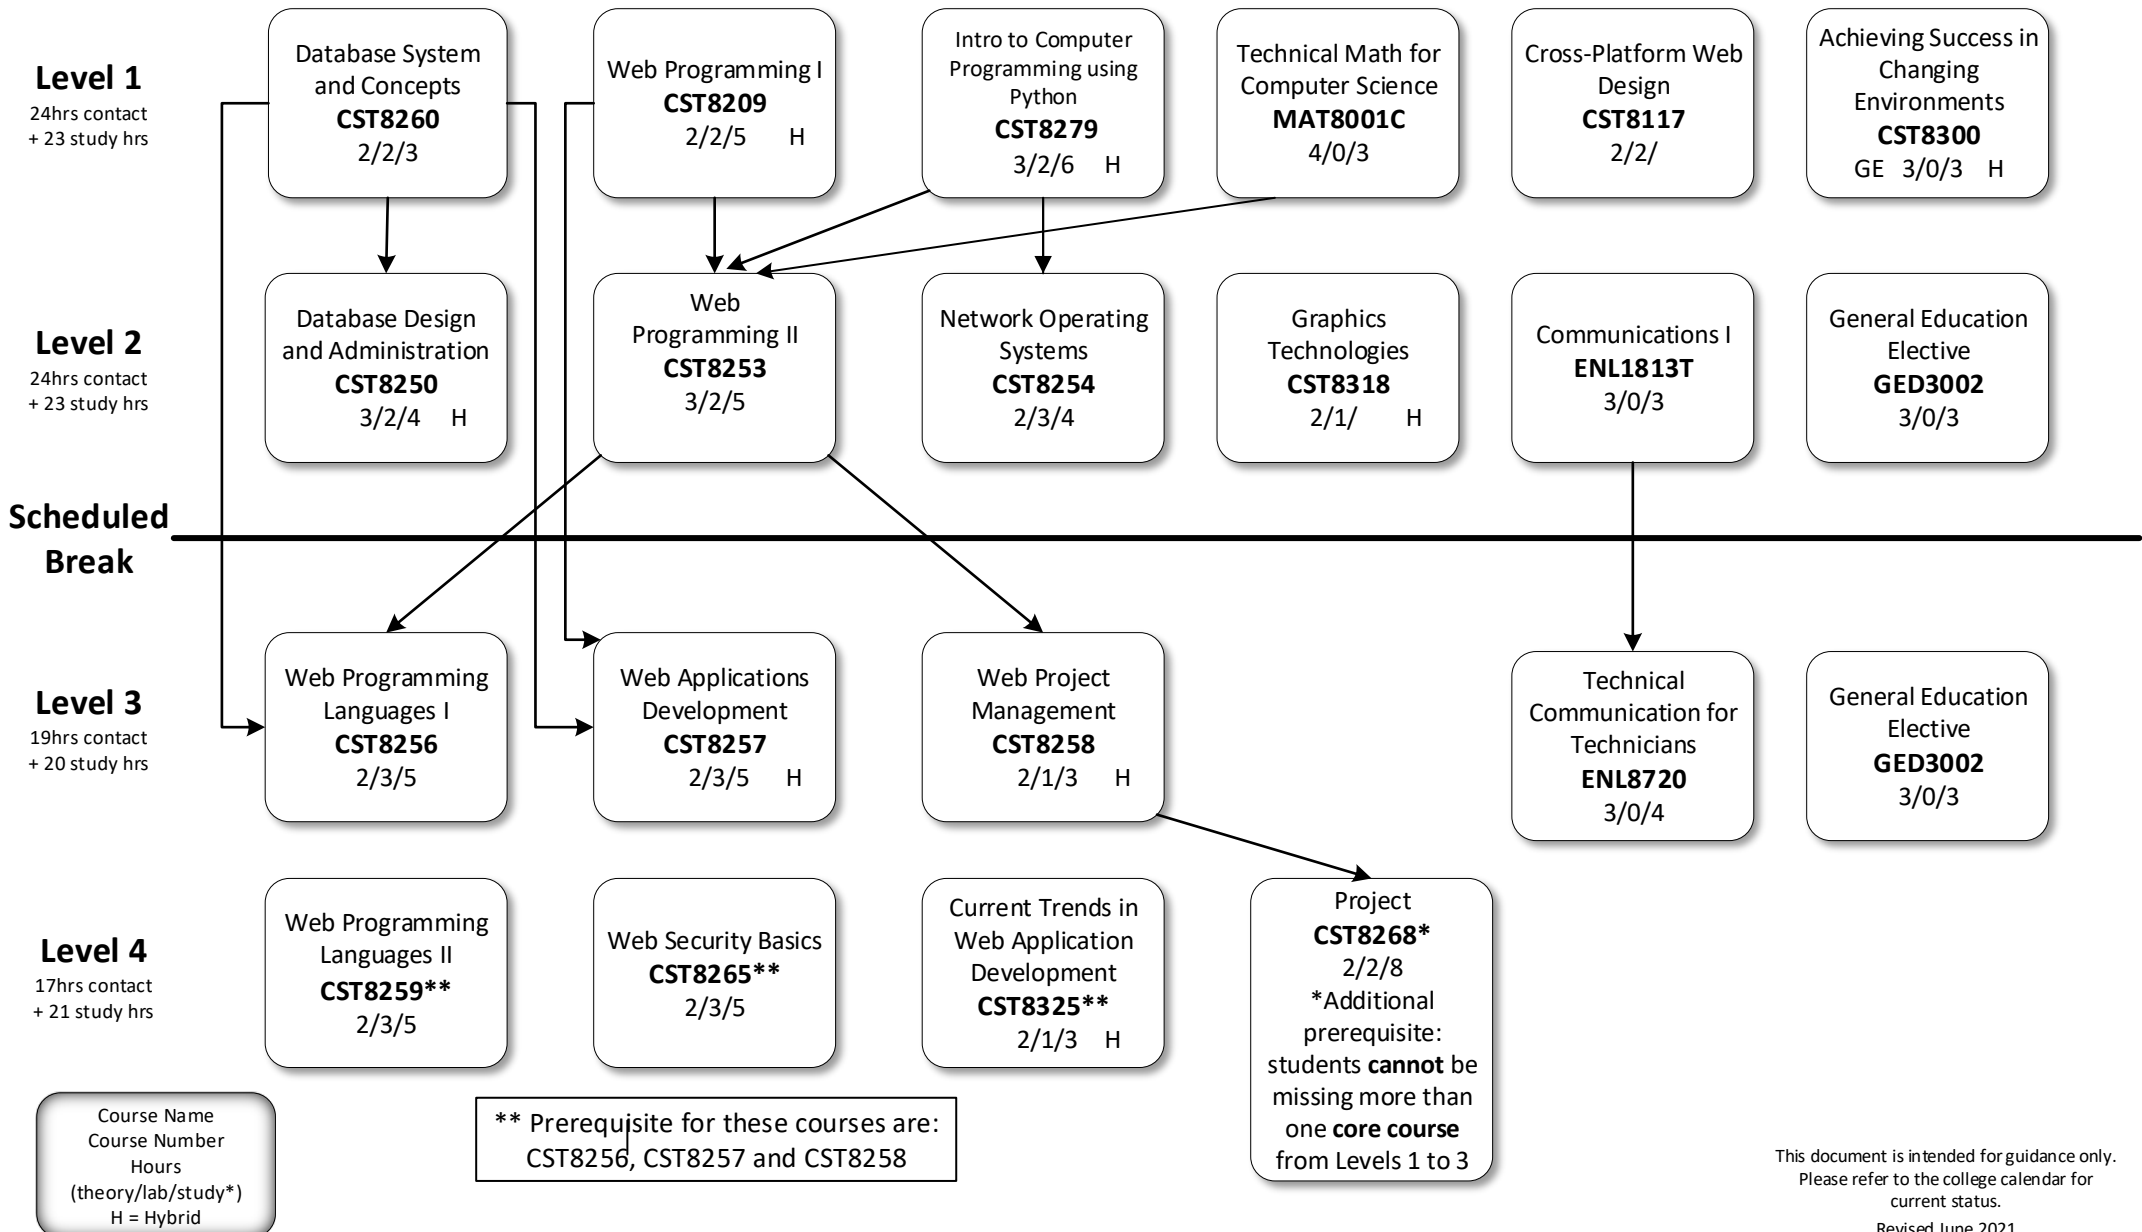 Level 1
24hrs contact
+ 23 study hrs
Database System
and Concepts
CST8260
2/2/3
Web Programming I
CST8209
2/2/5 H
Intro to Computer
Programming using
Python
CST8279
3/2/6 H
Technical Math for
Computer Science
MAT8001C
4/0/3
Cross-Platform Web
Design
CST8117
2/2/
Achieving Success in
Changing
Environments
CST8300
GE 3/0/3 H
Level 2
24hrs contact
+ 23 study hrs
Database Design
and Administration
CST8250
3/2/4 H
Web
Programming II
CST8253
3/2/5
Network Operating
Systems
CST8254
2/3/4
Graphics
Technologies
CST8318
2/1/ H
Communications I
ENL1813T
3/0/3
General Education
Elective
GED3002
3/0/3
Scheduled
Break
Level 3
19hrs contact
+ 20 study hrs
Web Programming
Languages I
CST8256
2/3/5
Web Applications
Development
CST8257
2/3/5 H
Web Project
Management
CST8258
2/1/3 H
Technical
Communication for
Technicians
ENL8720
3/0/4
General Education
Elective
GED3002
3/0/3
Level 4
17hrs contact
+ 21 study hrs
Web Programming
Languages II
CST8259**
2/3/5
Web Security Basics
CST8265**
2/3/5
Current Trends in
Web Application
Development
CST8325**
2/1/3 H
Project
CST8268*
2/2/8
*Additional
prerequisite:
students cannot be
missing more than
one core course
from Levels 1 to 3
Course Name
Course Number
Hours
(theory/lab/study*)
H = Hybrid
** Prerequisite for these courses are:
CST8256, CST8257 and CST8258
This document is intended for guidance only.
Please refer to the college calendar for
current status.
Revised June 2021